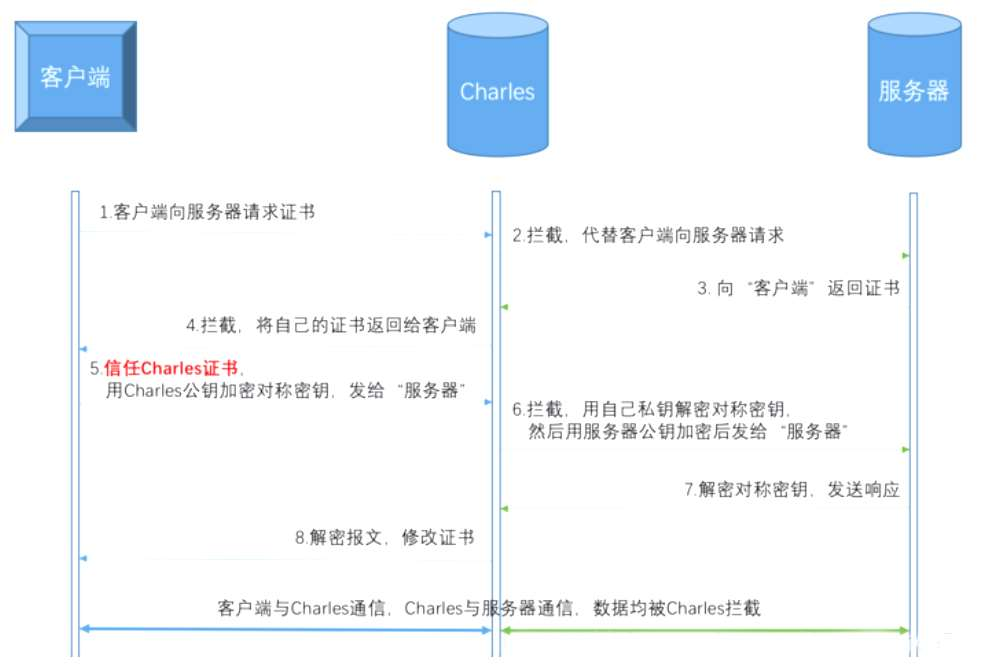 客户端
Charles
服务器
1.客户端向服务器请求证书
2.拦截，代替客户端向服务器请求
3. 向 “客户端” 返回证书
4.拦截，将自己的证书返回给客户端
5.信任Charles证书，
用Charles公钥加密对称密钥，发给 “服务器”
6.拦截，用自己私钥解密对称密钥，
然后用服务器公钥加密后发给 “服务器”
7.解密对称密钥，发送响应
8.解密报文，修改证书
客户端与Charles通信，Charles与服务器通信，数据均被Charles拦截